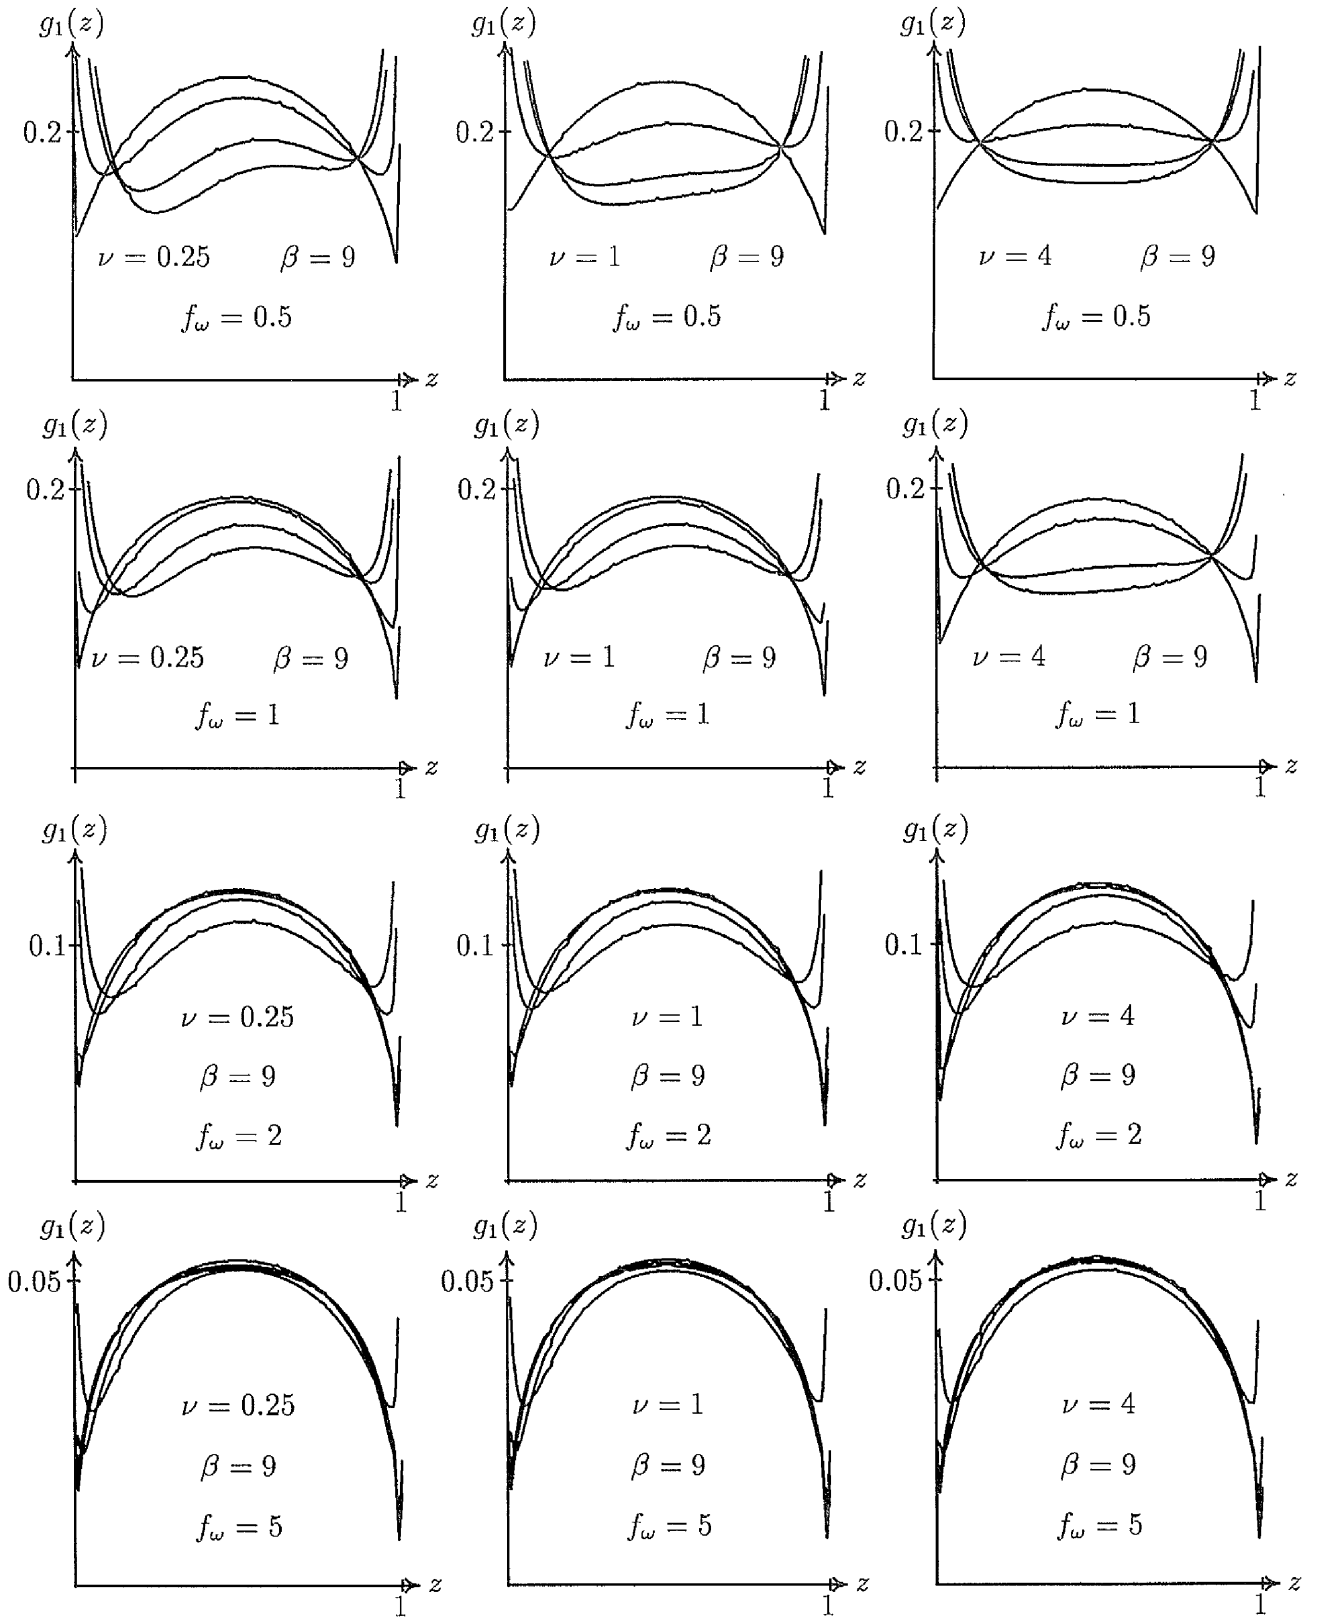 g₁(z) g₁(z) g₁(z)
0.2 0.2 0.2
ν = 0.25 β = 9 ν = 1 β = 9 ν = 4 β = 9
f_ω = 0.5 f_ω = 0.5 f_ω = 0.5
z z z
1 1 1
g₁(z) g₁(z) g₁(z)
0.2 0.2 0.2
ν = 0.25 β = 9 ν = 1 β = 9 ν = 4 β = 9
f_ω = 1 f_ω = 1 f_ω = 1
z z z
1 1 1
g₁(z) g₁(z) g₁(z)
0.1 0.1 0.1
ν = 0.25 ν = 1 ν = 4
β = 9 β = 9 β = 9
f_ω = 2 f_ω = 2 f_ω = 2
z z z
1 1 1
g₁(z) g₁(z) g₁(z)
0.05 0.05 0.05
ν = 0.25 ν = 1 ν = 4
β = 9 β = 9 β = 9
f_ω = 5 f_ω = 5 f_ω = 5
z z z
1 1 1